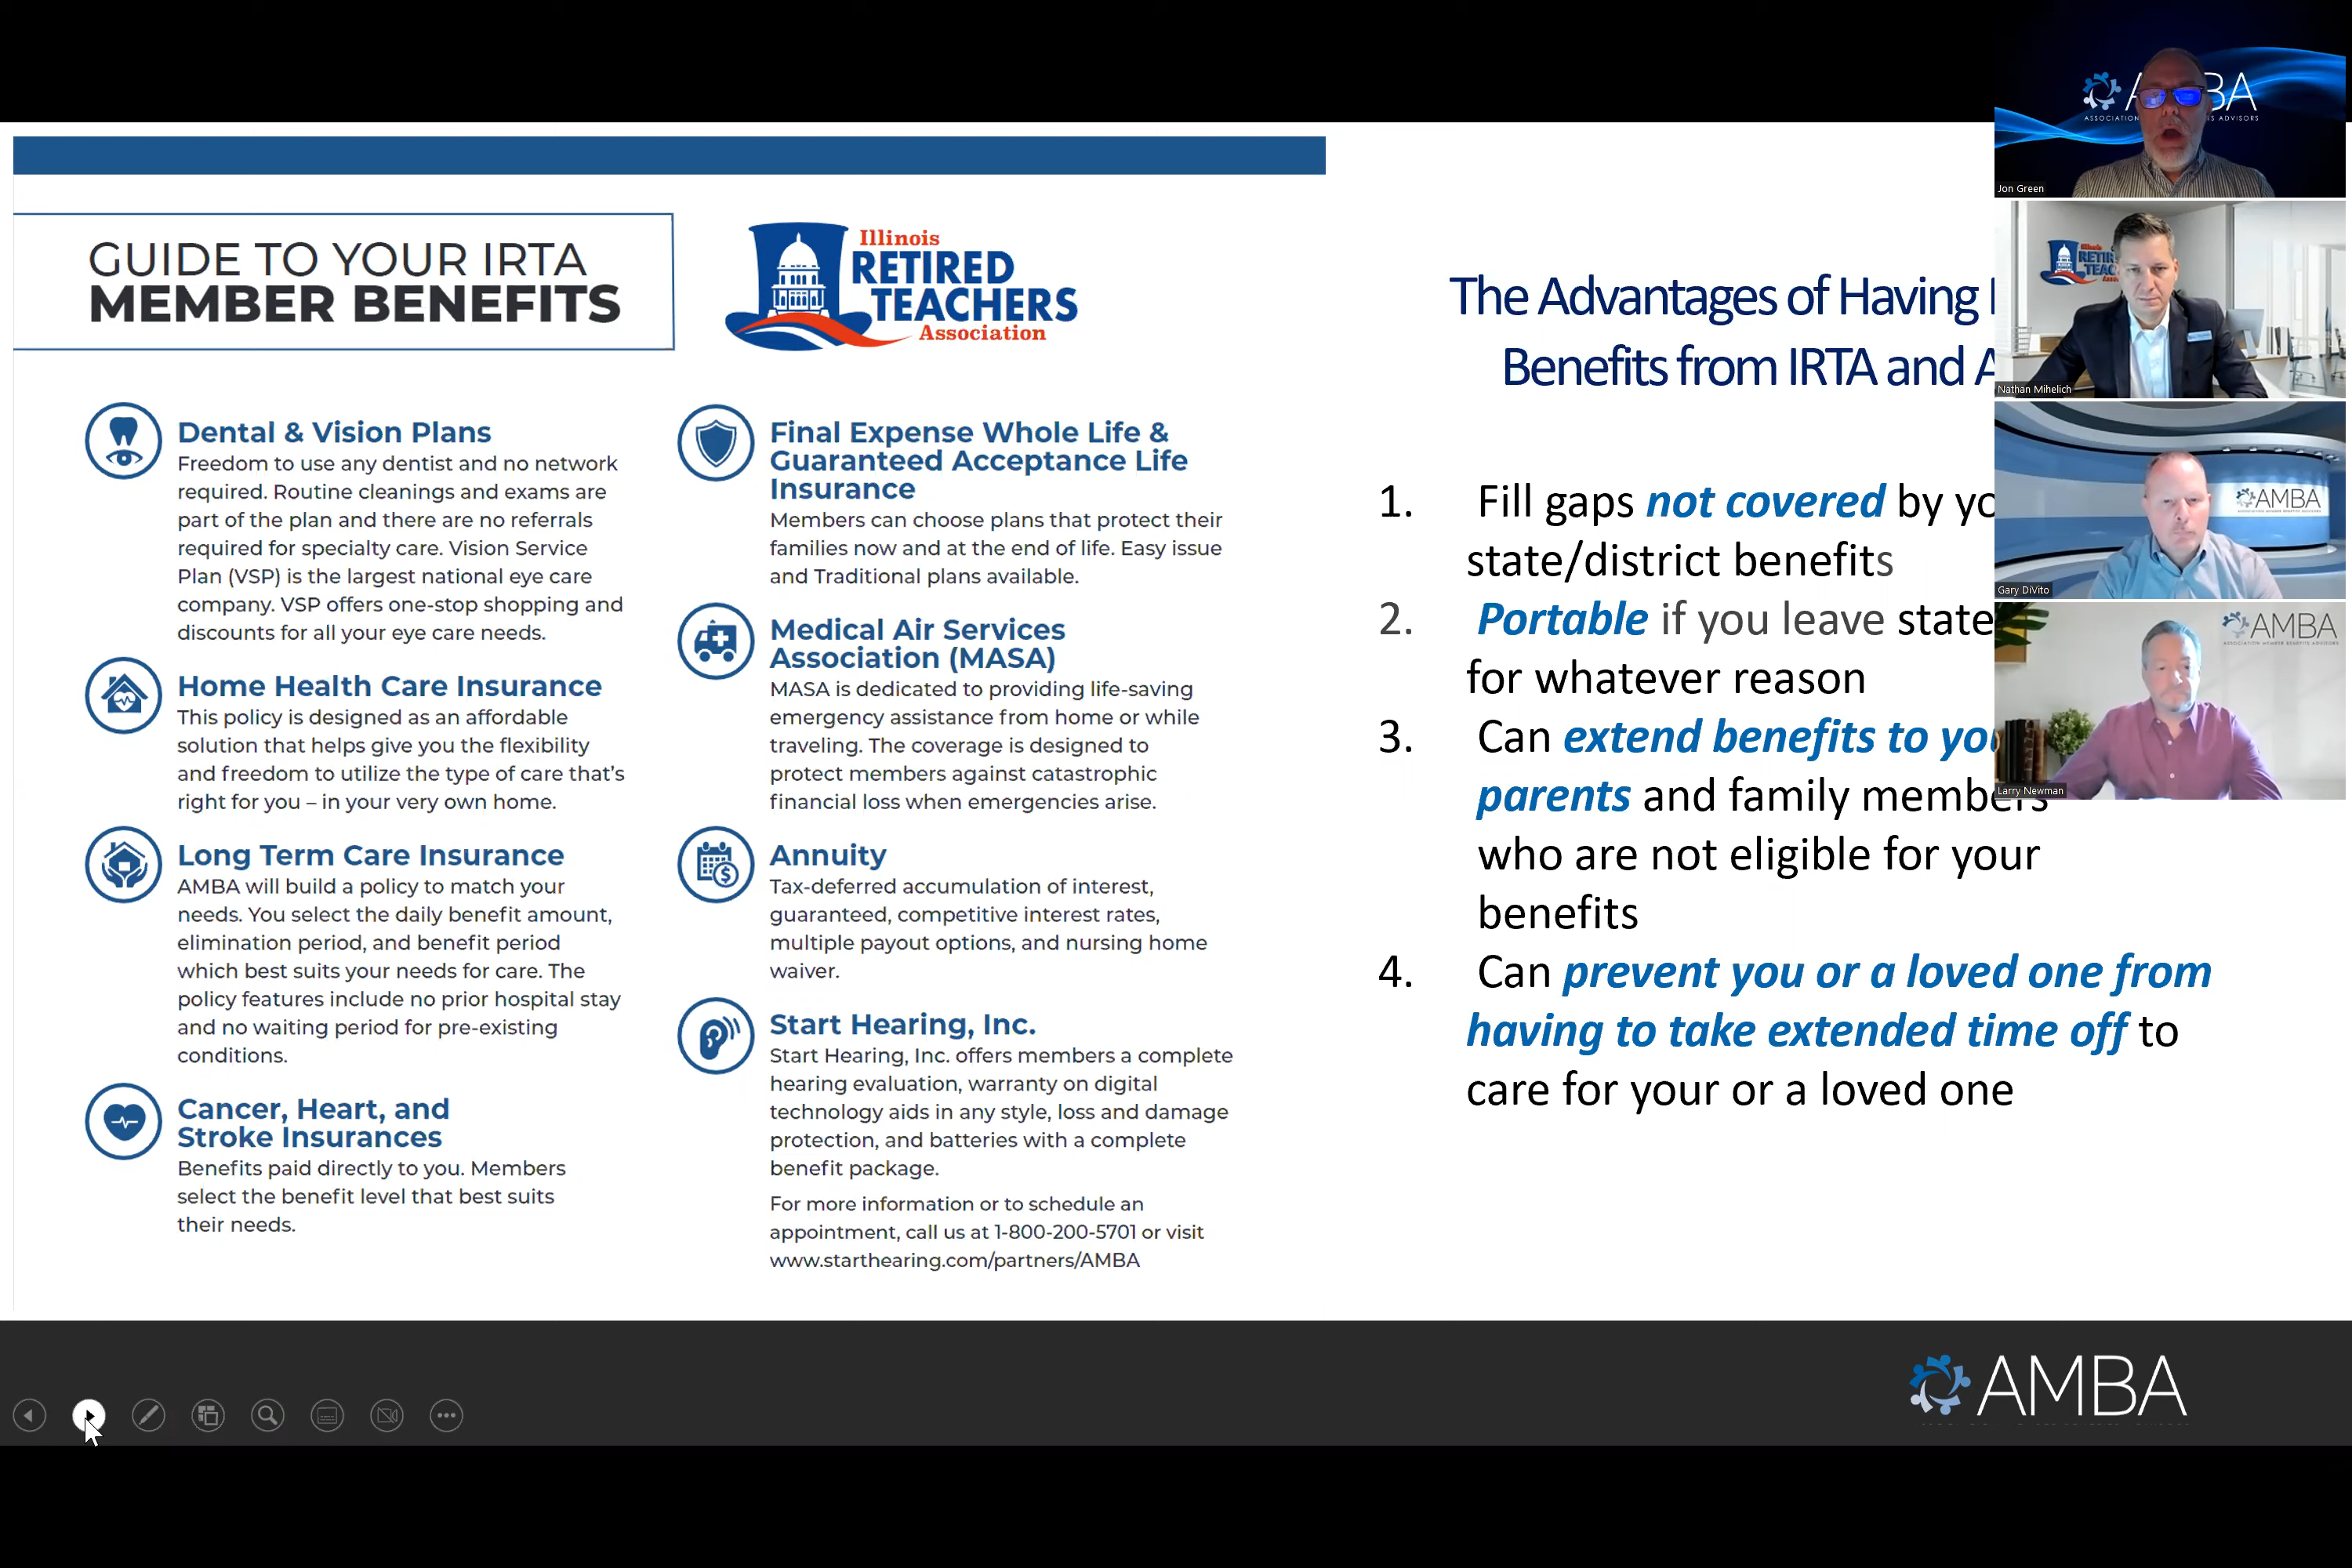 GUIDE TO YOUR IRTA
MEMBER BENEFITS
Illinois
RETIRED
TEACHERS
Association
Dental & Vision Plans
Freedom to use any dentist and no network
required. Routine cleanings and exams are
part of the plan and there are no referrals
required for specialty care. Vision Service
Plan (VSP) is the largest national eye care
company. VSP offers one-stop shopping and
discounts for all your eye care needs.
Home Health Care Insurance
This policy is designed as an affordable
solution that helps give you the flexibility
and freedom to utilize the type of care that's
right for you – in your very own home.
Long Term Care Insurance
AMBA will build a policy to match your
needs. You select the daily benefit amount,
elimination period, and benefit period
which best suits your needs for care. The
policy features include no prior hospital stay
and no waiting period for pre-existing
conditions.
Cancer, Heart, and
Stroke Insurances
Benefits paid directly to you. Members
select the benefit level that best suits
their needs.
Final Expense Whole Life &
Guaranteed Acceptance Life
Insurance
Members can choose plans that protect their
families now and at the end of life. Easy issue
and Traditional plans available.
Medical Air Services
Association (MASA)
MASA is dedicated to providing life-saving
emergency assistance from home or while
traveling. The coverage is designed to
protect members against catastrophic
financial loss when emergencies arise.
Annuity
Tax-deferred accumulation of interest,
guaranteed, competitive interest rates,
multiple payout options, and nursing home
waiver.
Start Hearing, Inc.
Start Hearing, Inc. offers members a complete
hearing evaluation, warranty on digital
technology aids in any style, loss and damage
protection, and batteries with a complete
benefit package.
For more information or to schedule an
appointment, call us at 1-800-200-5701 or visit
www.starthearing.com/partners/AMBA
The Advantages of Having
Benefits from IRTA and
1. Fill gaps not covered by
state/district benefits
2. Portable if you leave state
for whatever reason
3. Can extend benefits to
parents and family members
who are not eligible for your
benefits
4. Can prevent you or a loved one from
having to take extended time off to
care for your or a loved one
Jon Green
Nathan Mihelich
AMBA
Gary DiVito
AMBA
ASSOCIATION MEMBER BENEFITS ADVISORS
Larry Newman
AMBA